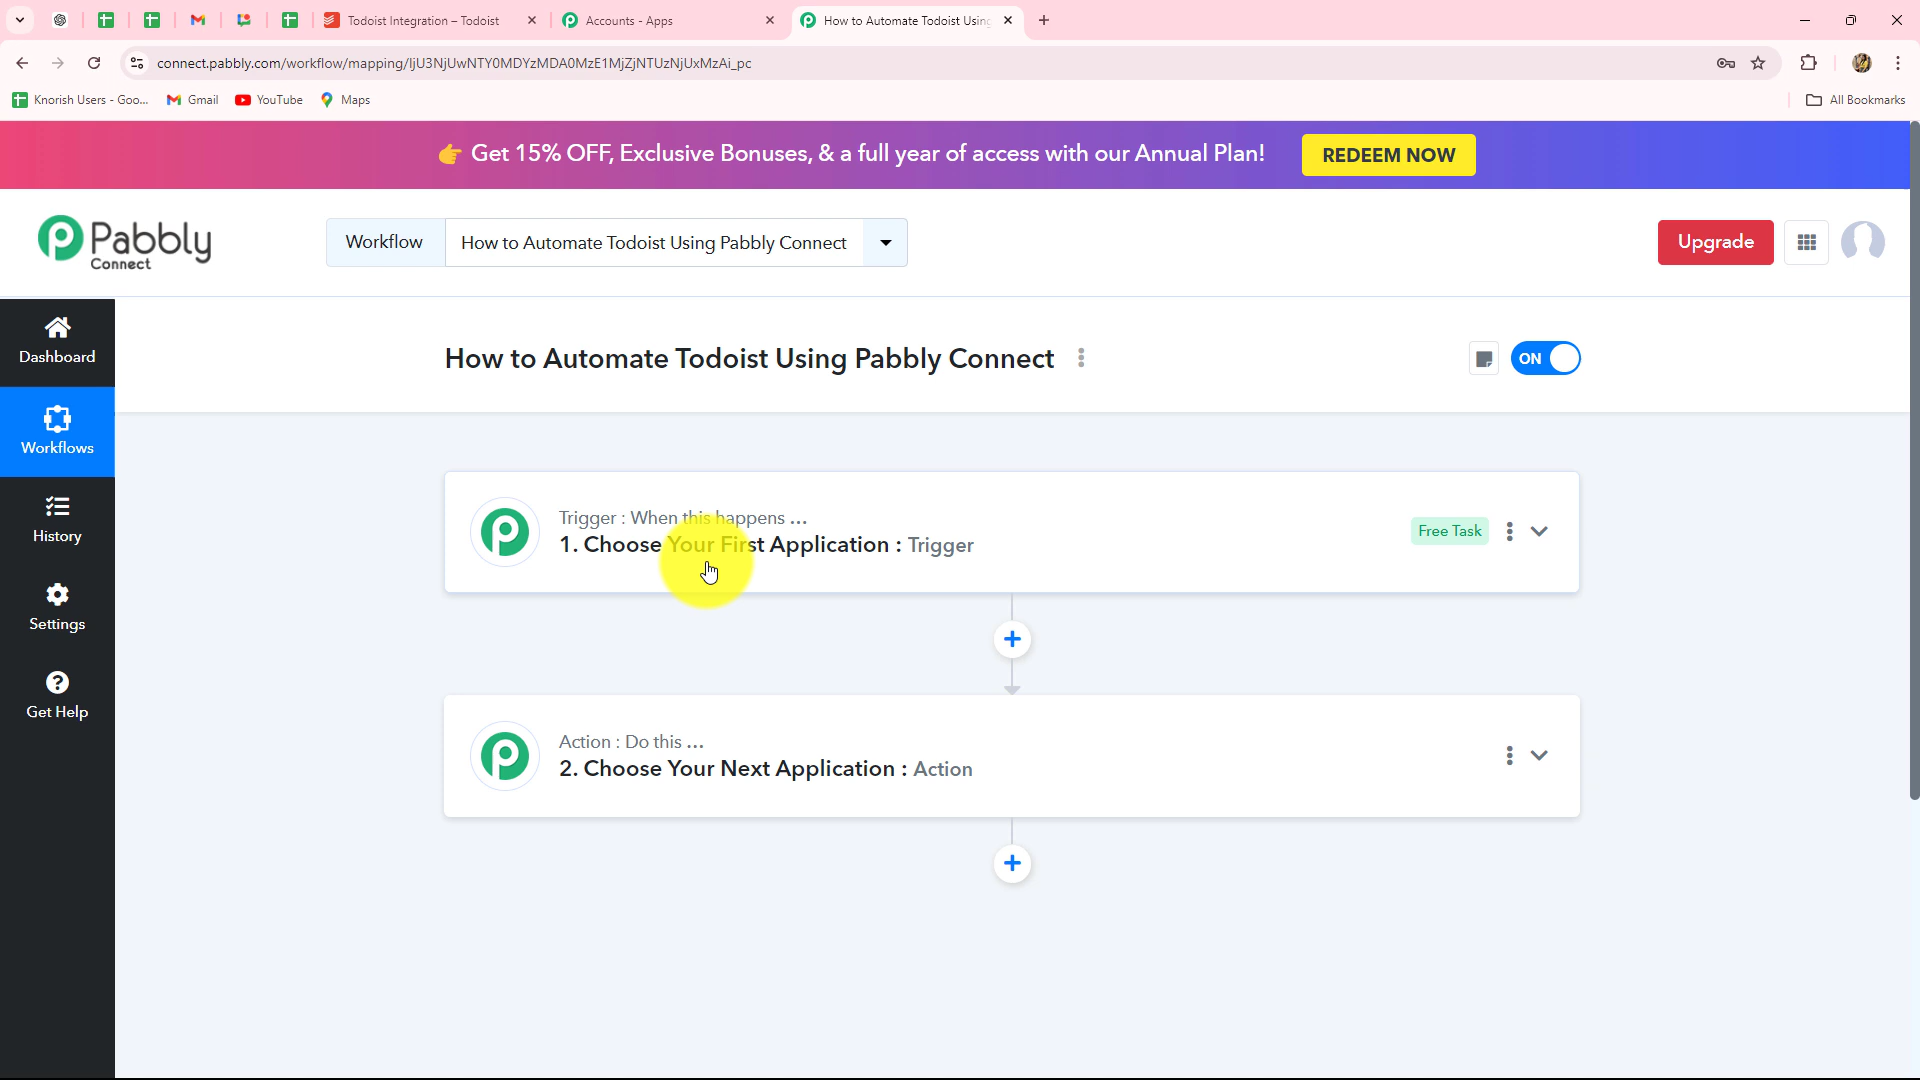 Todoist Integration – Todoist
Accounts - Apps
How to Automate Todoist Using
connect.pabbly.com/workflow/mapping/IjU3NjUwNTY0MDYzMDA0MzE1MjZjNTUzNjUxMzAi_pc
Knorish Users - Goo...
Gmail
YouTube
Maps
All Bookmarks
👉 Get 15% OFF, Exclusive Bonuses, & a full year of access with our Annual Plan!
REDEEM NOW
Pabbly
Connect
Workflow
How to Automate Todoist Using Pabbly Connect
Upgrade
Dashboard
Workflows
History
Settings
Get Help
How to Automate Todoist Using Pabbly Connect
ON
Trigger : When this happens ...
1. Choose Your First Application : Trigger
Free Task
Action : Do this ...
2. Choose Your Next Application : Action